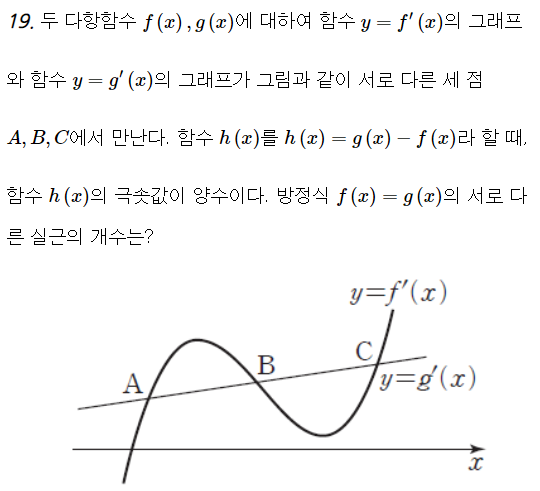 19. 두 다항함수 f(x), g(x)에 대하여 함수 y = f′(x)의 그래프
와 함수 y = g′(x)의 그래프가 그림과 같이 서로 다른 세 점
A, B, C에서 만난다. 함수 h(x)를 h(x) = g(x) − f(x)라 할 때,
함수 h(x)의 극솟값이 양수이다. 방정식 f(x) = g(x)의 서로 다
른 실근의 개수는?
y=f′(x)
A
B
C
y=g′(x)
x